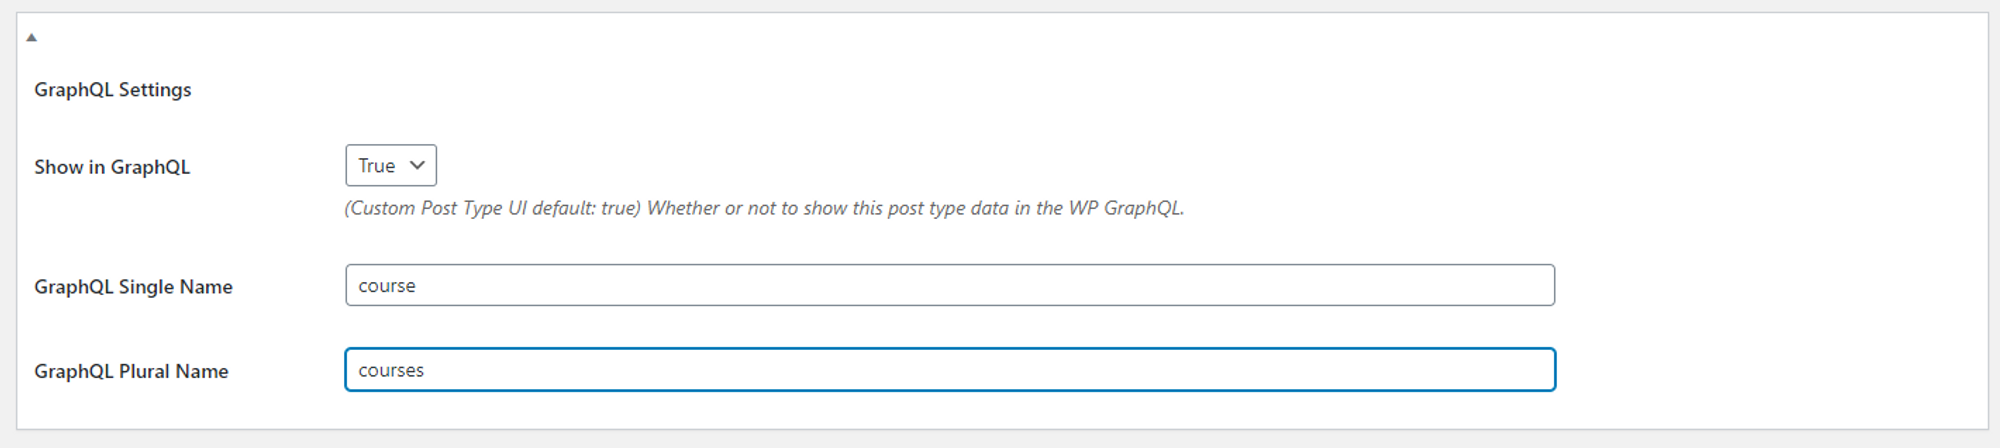 GraphQL Settings
Show in GraphQL
True
(Custom Post Type UI default: true) Whether or not to show this post type data in the WP GraphQL.
GraphQL Single Name
course
GraphQL Plural Name
courses